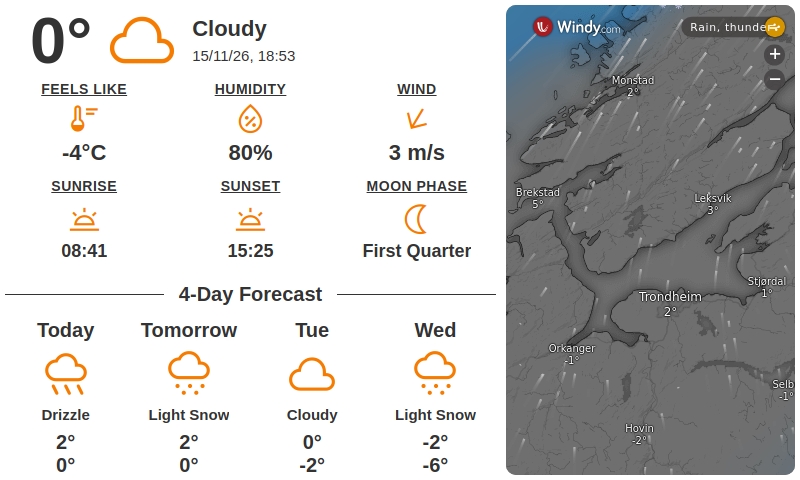 0°
Cloudy
15/11/26, 18:53
FEELS LIKE
HUMIDITY
WIND
-4°C
80%
3 m/s
SUNRISE
SUNSET
MOON PHASE
08:41
15:25
First Quarter
4-Day Forecast
Today
Tomorrow
Tue
Wed
Drizzle
Light Snow
Cloudy
Light Snow
2°
2°
0°
-2°
0°
0°
-2°
-6°
Windy.com
Rain, thunde
+
−
Monstad
2°
Brekstad
5°
Leksvik
3°
Stjørdal
1°
Trondheim
2°
Orkanger
-1°
Selb
-1°
Hovin
-2°